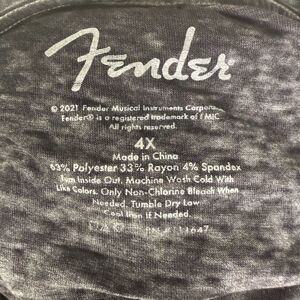 Fender
© 2021 Fender Musical Instruments Corpora
Fender® is a registered trademark of FMIC
All rights reserved.
4X
Made in China
63% Polyester 33% Rayon 4% Spandex
Turn Inside Out. Machine Wash Cold With
Like Colors. Only Non-Chlorine Bleach When
Needed. Tumble Dry Low
Cool Iron if Needed.
11647